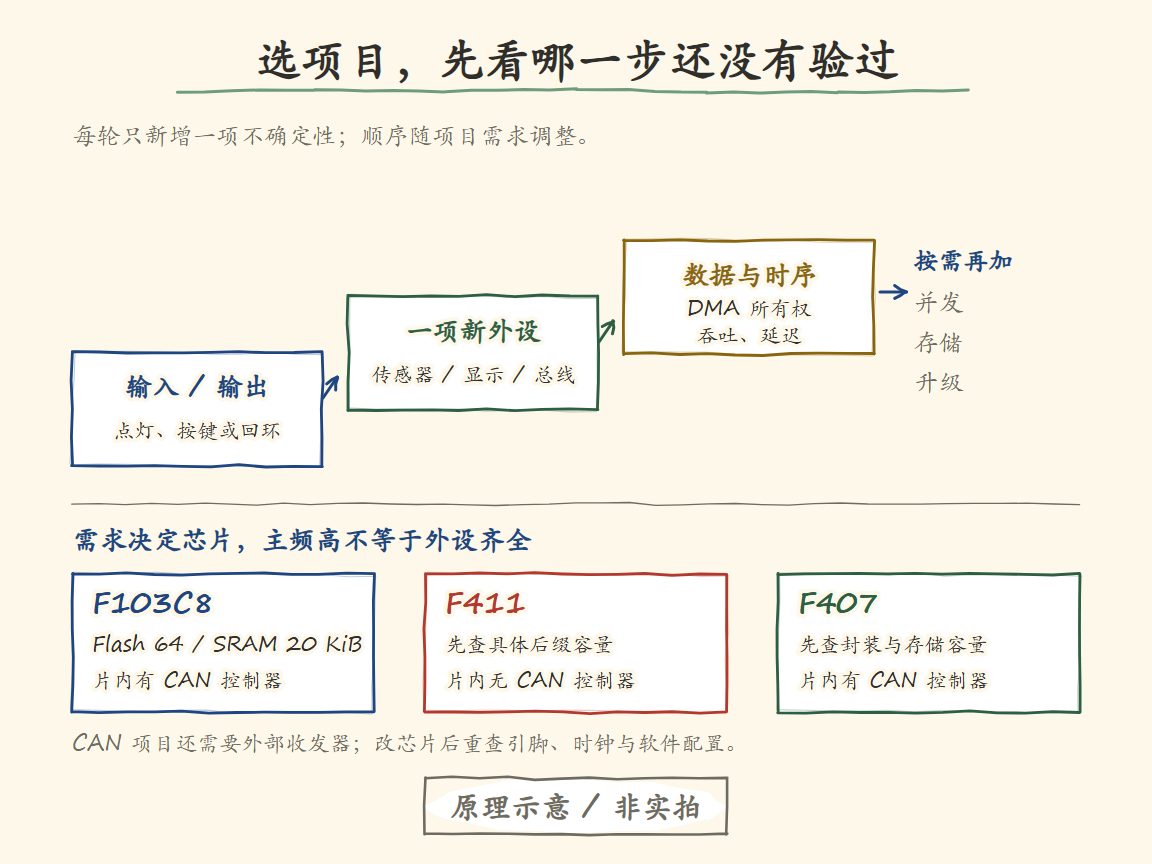 选项目，先看哪一步还没有验过
每轮只新增一项不确定性；顺序随项目需求调整。
输入 / 输出
点灯、按键或回环
一项新外设
传感器 / 显示 / 总线
数据与时序
DMA 所有权
吞吐、延迟
按需再加
并发
存储
升级
需求决定芯片，主频高不等于外设齐全
F103C8
Flash 64 / SRAM 20 KiB
片内有 CAN 控制器
F411
先查具体后缀容量
片内无 CAN 控制器
F407
先查封装与存储容量
片内有 CAN 控制器
CAN 项目还需要外部收发器；改芯片后重查引脚、时钟与软件配置。
原理示意 / 非实拍